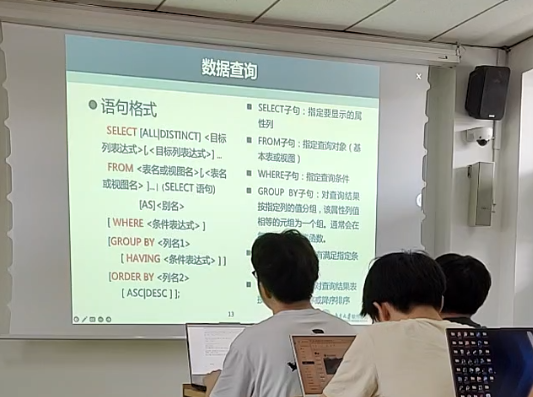 数据查询
语句格式
SELECT [ALL|DISTINCT] <目标
列表达式>[,<目标列表达式>] …
FROM <表名或视图名>[,<表名
或视图名> ]…| (SELECT 语句)
[AS]<别名>
[ WHERE <条件表达式> ]
[GROUP BY <列名1>
[ HAVING <条件表达式> ] ]
[ORDER BY <列名2>
[ ASC|DESC ] ];
SELECT子句：指定要显示的属
性列
FROM子句：指定查询对象（基
本表或视图）
WHERE子句：指定查询条件
GROUP BY子句：对查询结果
按指定列的值分组，该属性列值
相等的元组为一个组。通常会在
函数。
满足指定条
对查询结果表
降序排序
13